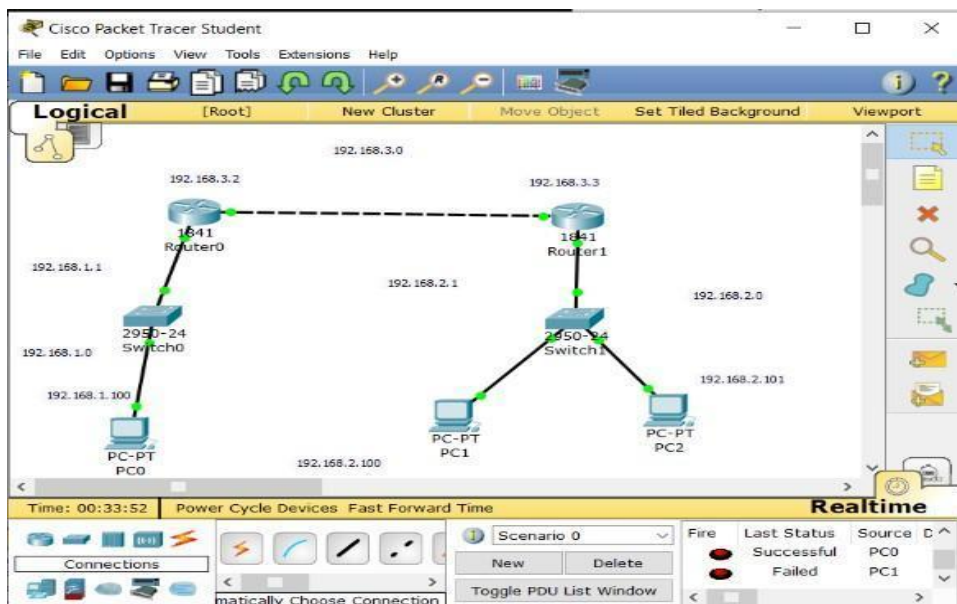 Cisco Packet Tracer Student
File Edit Options View Tools Extensions Help
Logical [Root] New Cluster Move Object Set Tiled Background Viewport
192.168.3.0
192.168.3.2
192.168.3.3
1841
Router0
1841
Router1
192.168.1.1
192.168.2.1
192.168.2.0
2950-24
Switch0
2950-24
Switch1
192.168.1.0
192.168.1.100
192.168.2.101
PC-PT
PC0
PC-PT
PC1
PC-PT
PC2
192.168.2.100
Time: 00:33:52 Power Cycle Devices Fast Forward Time Realtime
Connections
Scenario 0
New Delete
Toggle PDU List Window
Fire Last Status Source D
Successful PC0
Failed PC1
matically Choose Connection